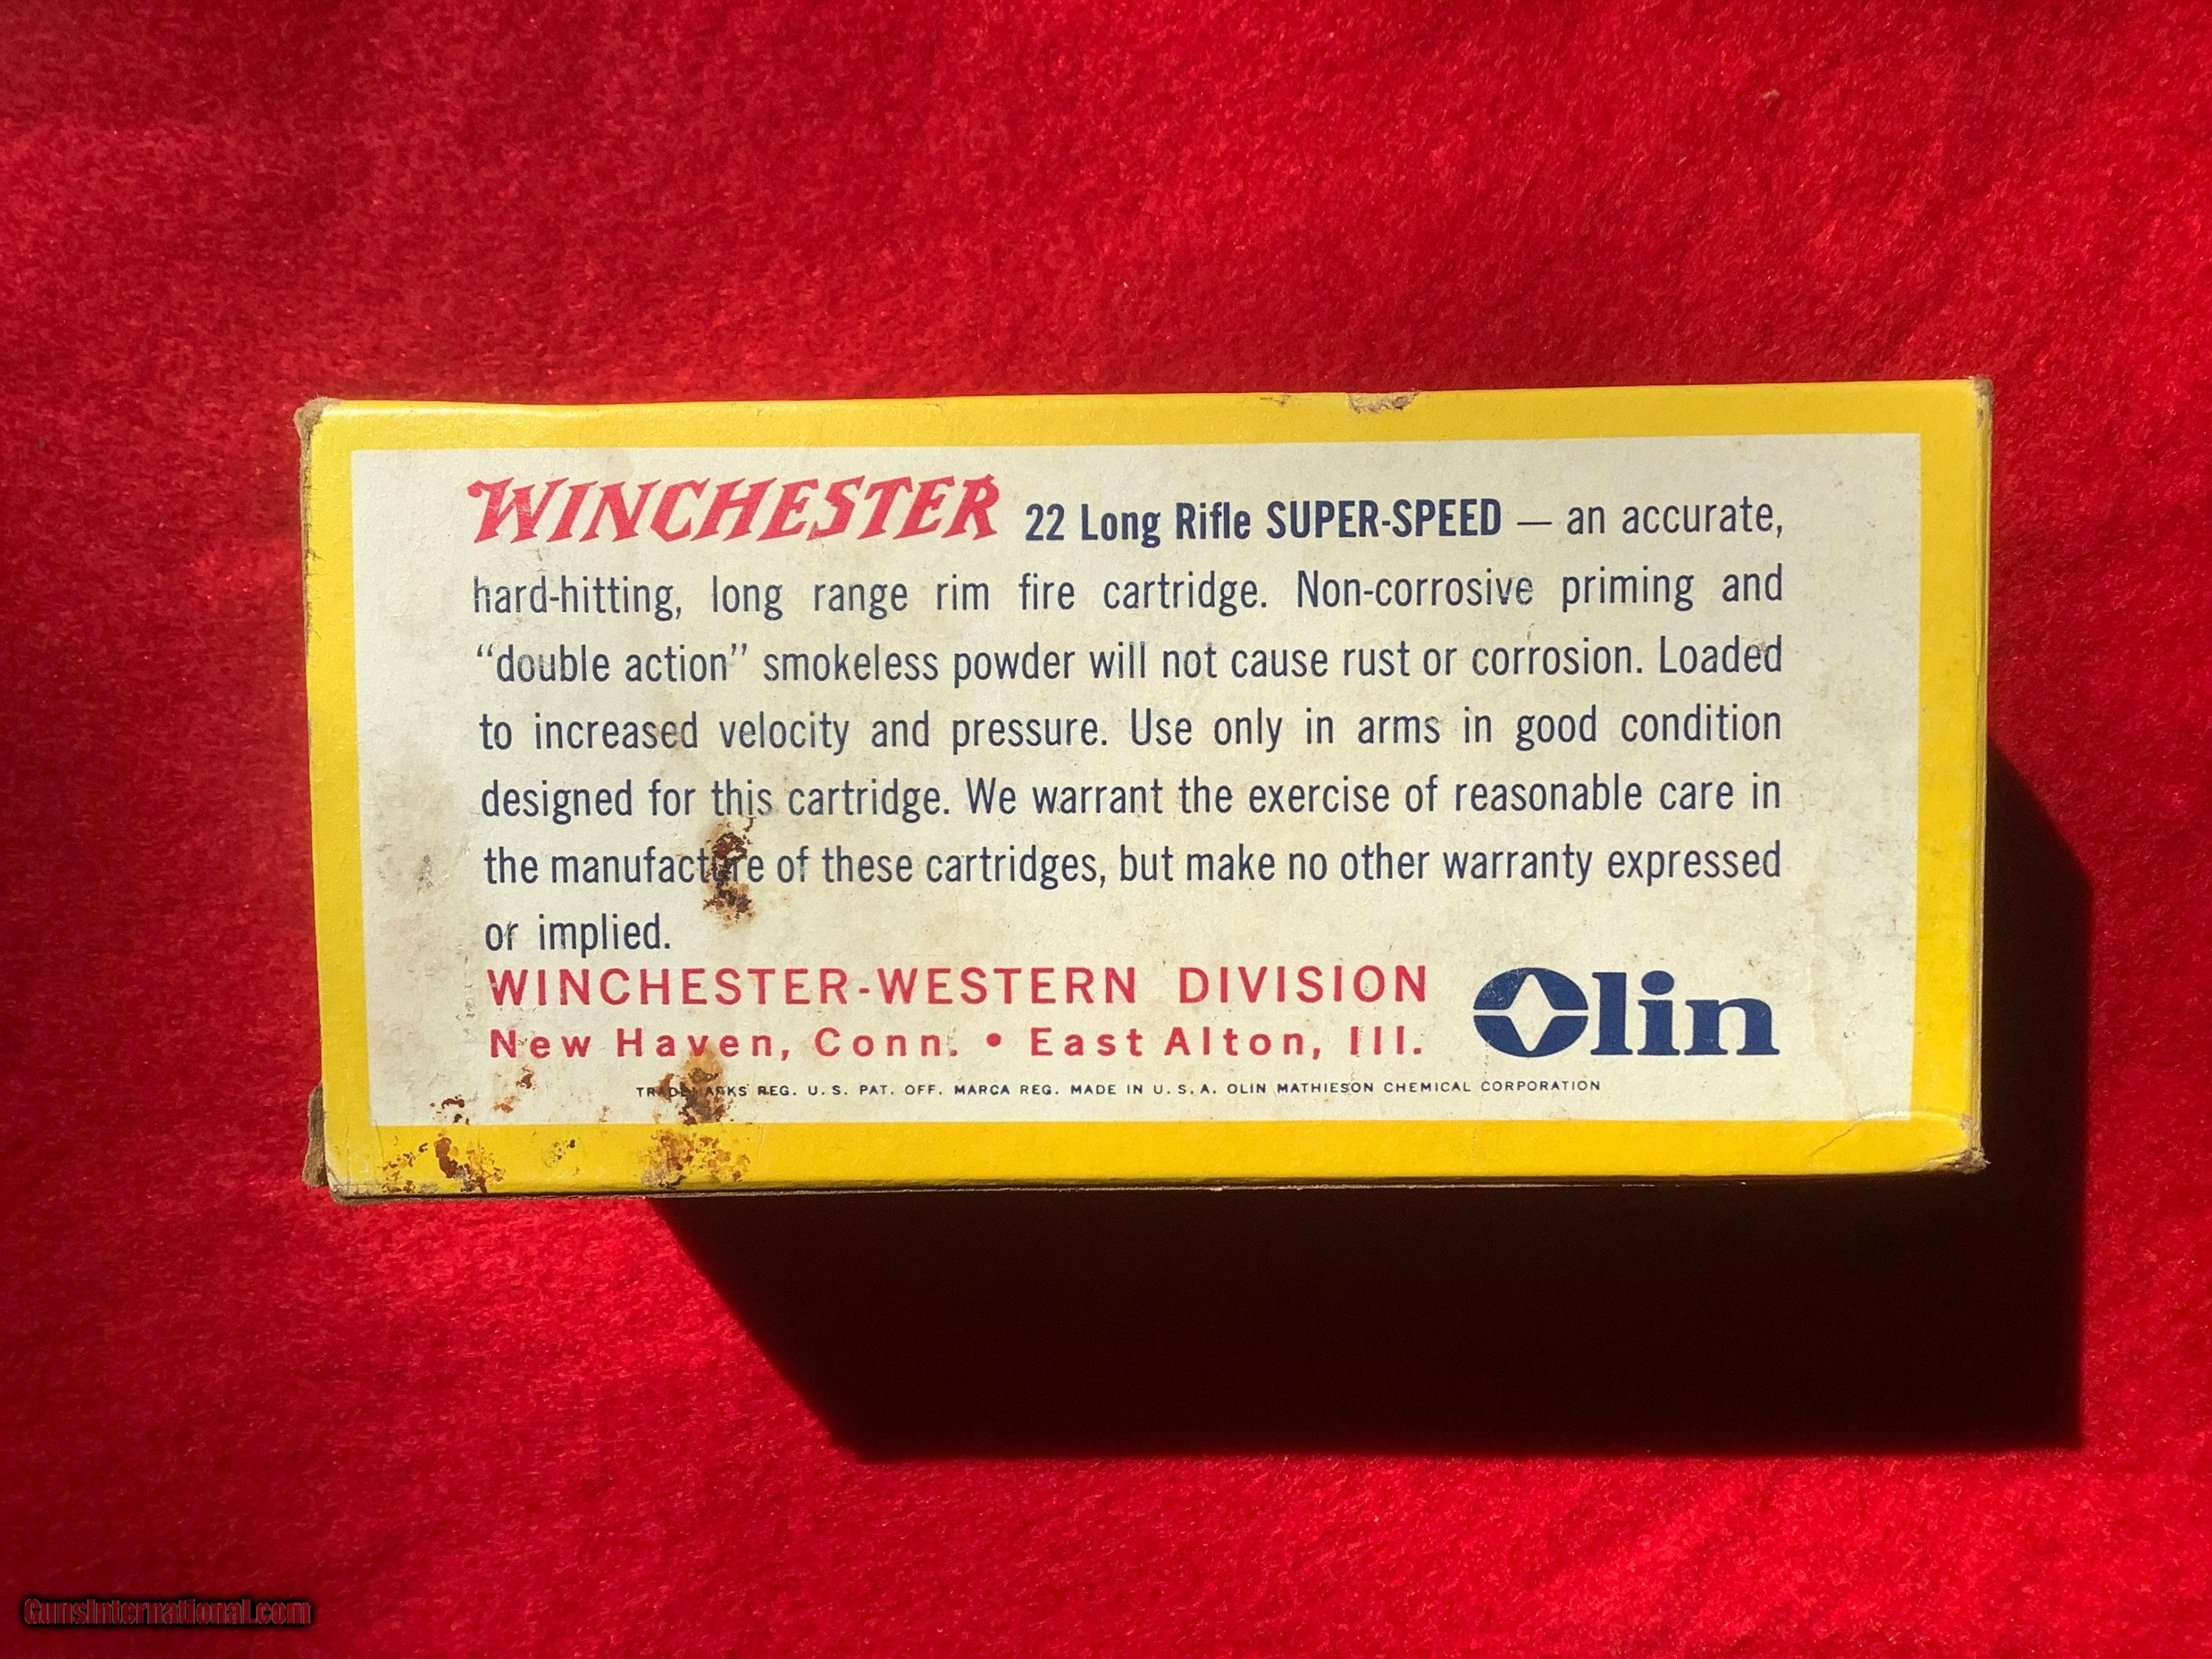 WINCHESTER 22 Long Rifle SUPER-SPEED — an accurate,
hard-hitting, long range rim fire cartridge. Non-corrosive priming and
“double action” smokeless powder will not cause rust or corrosion. Loaded
to increased velocity and pressure. Use only in arms in good condition
designed for this cartridge. We warrant the exercise of reasonable care in
the manufacture of these cartridges, but make no other warranty expressed
or implied.
WINCHESTER-WESTERN DIVISION
New Haven, Conn. • East Alton, Ill.
Olin
TRADEMARKS REG. U. S. PAT. OFF. MARCA REG. MADE IN U. S. A. OLIN MATHIESON CHEMICAL CORPORATION
GunsInternational.com